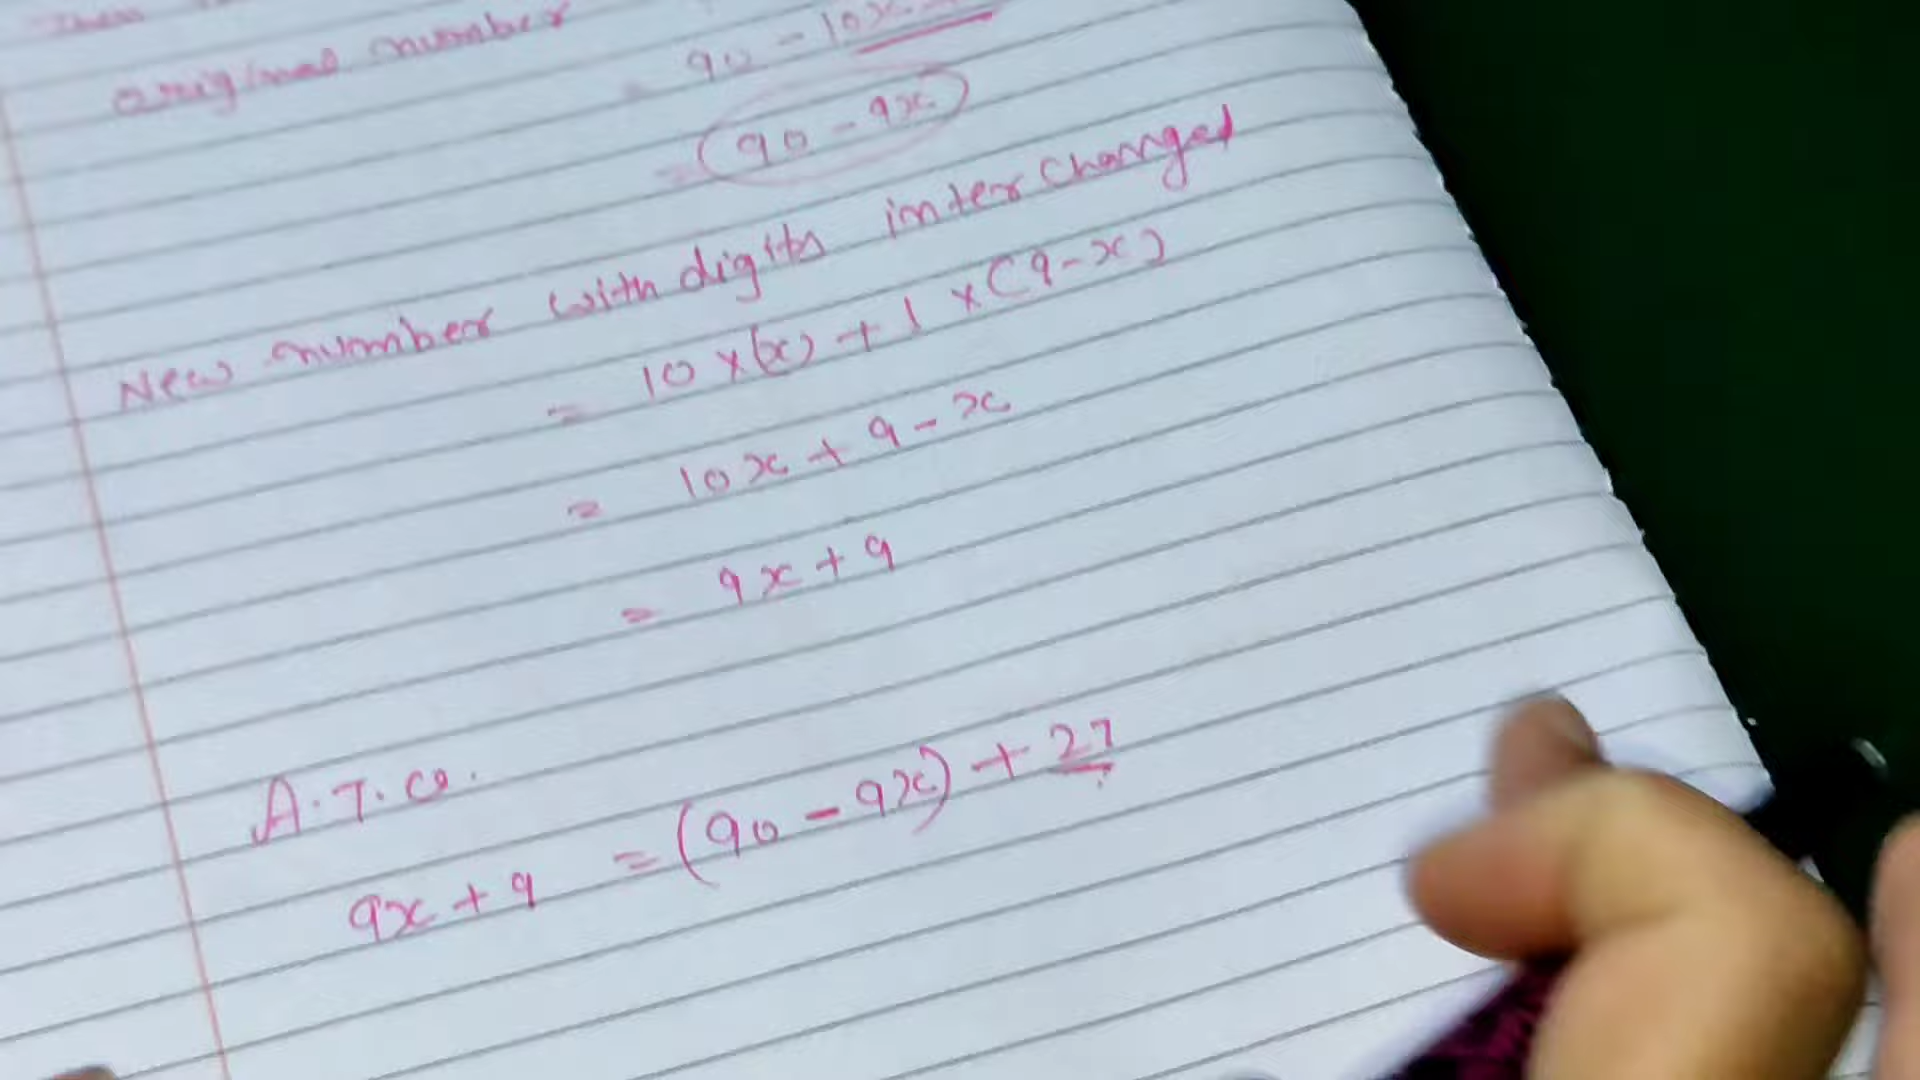 Then
original number
= 90 - 10x
= (90 - 9x)
New number with digits interchanged
= 10 x (x) + 1 x (9 - x)
= 10x + 9 - x
= 9x + 9
A.T.Q.
9x + 9 = (90 - 9x) + 27